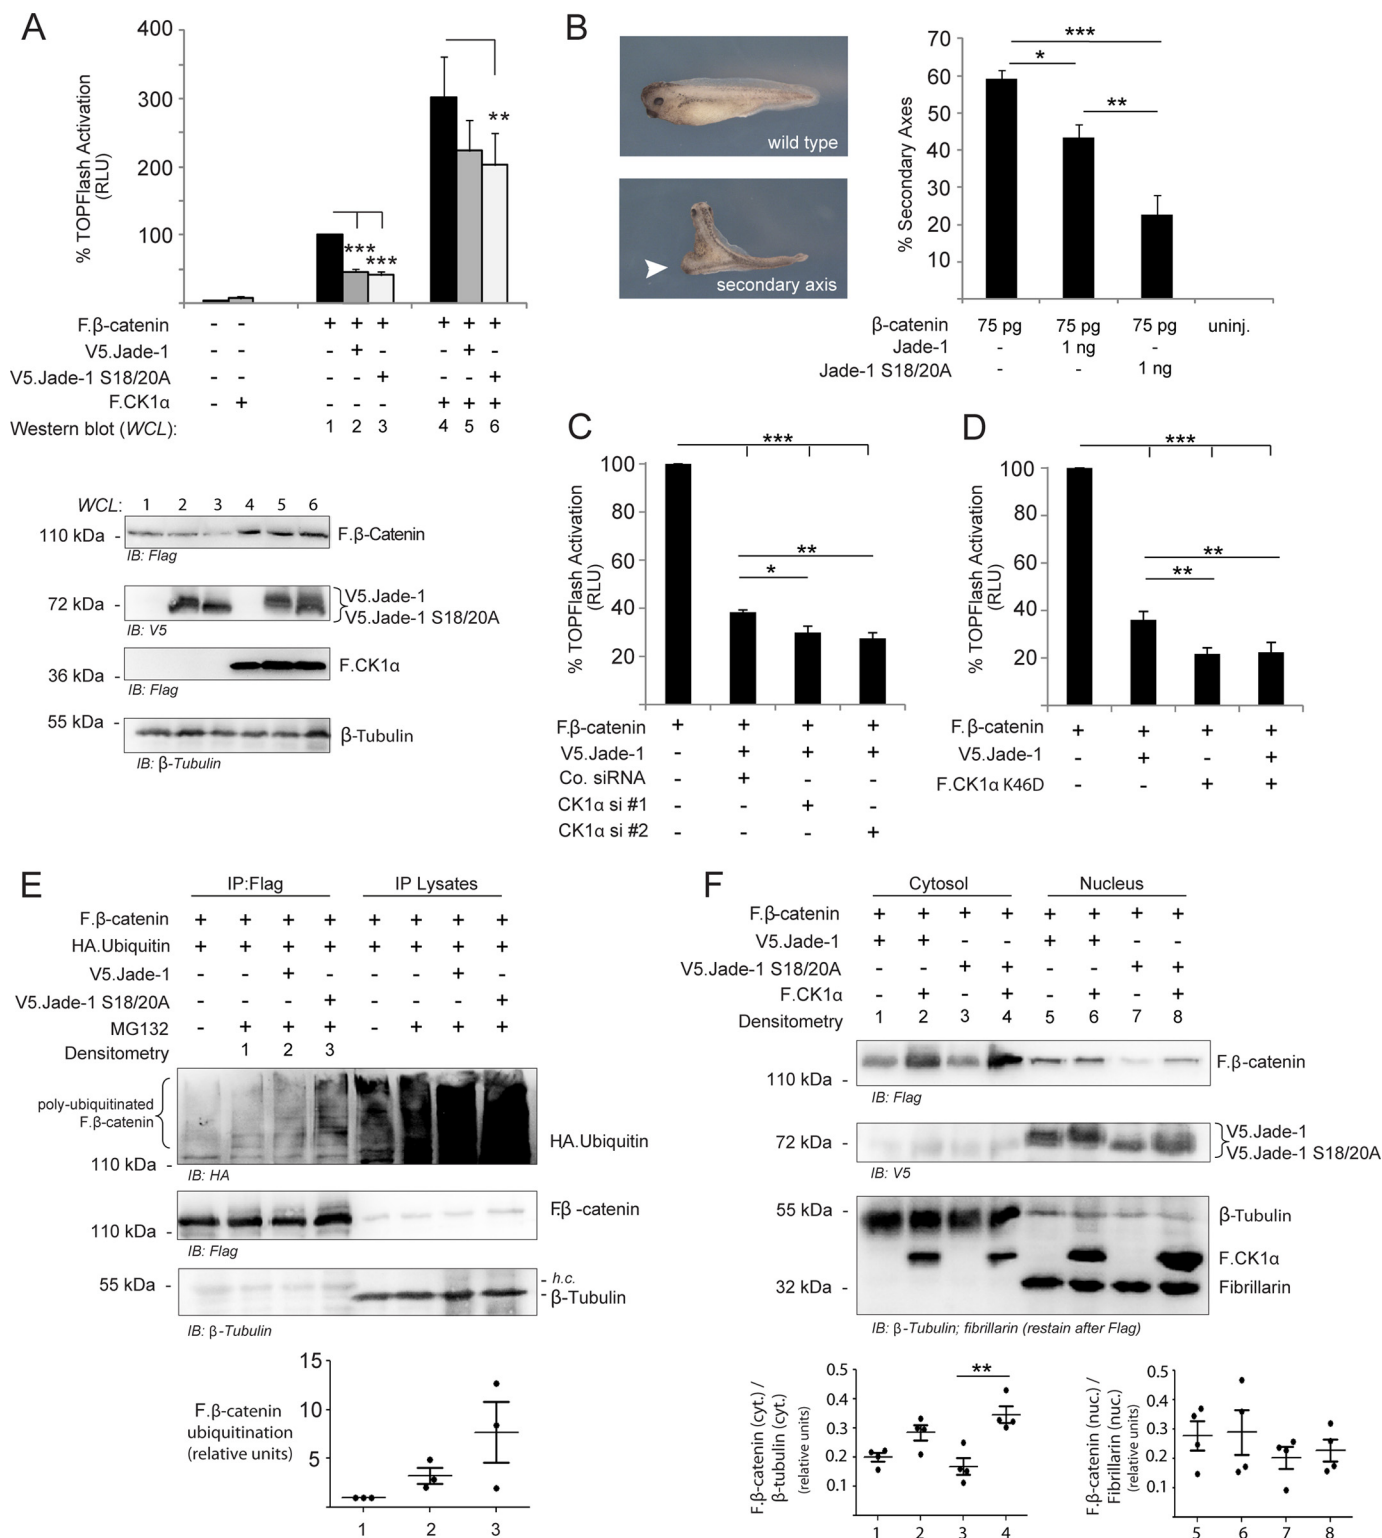 A
% TOPFlash Activation
(RLU)
400
300
200
100
***
***
**
F.β-catenin - - + + + + + +
V5.Jade-1 - - - + - - + -
V5.Jade-1 S18/20A - - - - + - - +
F.CK1α - + - - - + + +
Western blot (WCL): 1 2 3 4 5 6
WCL: 1 2 3 4 5 6
110 kDa - F.β-Catenin
IB: Flag
72 kDa - V5.Jade-1
V5.Jade-1 S18/20A
IB: V5
F.CK1α
36 kDa -
IB: Flag
55 kDa - β-Tubulin
IB: β-Tubulin
B
wild type
secondary axis
% Secondary Axes
70
60
50
40
30
20
10
***
*
**
β-catenin 75 pg 75 pg 75 pg uninj.
Jade-1 - 1 ng -
Jade-1 S18/20A - - 1 ng
C
% TOPFlash Activation
(RLU)
100
80
60
40
20
***
**
*
F.β-catenin + + + +
V5.Jade-1 - + + +
Co. siRNA - + - -
CK1α si #1 - - + -
CK1α si #2 - - - +
D
% TOPFlash Activation
(RLU)
100
80
60
40
20
***
**
**
F.β-catenin + + + +
V5.Jade-1 - + - +
F.CK1α K46D - - + +
E
IP:Flag IP Lysates
F.β-catenin + + + + + + + +
HA.Ubiquitin + + + + + + + +
V5.Jade-1 - - + - - - + -
V5.Jade-1 S18/20A - - - + - - - +
MG132 - + + + - + + +
Densitometry 1 2 3
poly-ubiquitinated
F.β-catenin
HA.Ubiquitin
110 kDa -
IB: HA
F.β -catenin
110 kDa -
IB: Flag
55 kDa - - h.c.
- β-Tubulin
IB: β-Tubulin
F.β-catenin
ubiquitination
(relative units)
15
10
5
1 2 3
F
Cytosol Nucleus
F.β-catenin + + + + + + + +
V5.Jade-1 + + - - + + - -
V5.Jade-1 S18/20A - - + + - - + +
F.CK1α - + - + - + - +
Densitometry 1 2 3 4 5 6 7 8
F.β-catenin
110 kDa -
IB: Flag
72 kDa - V5.Jade-1
V5.Jade-1 S18/20A
IB: V5
55 kDa - β-Tubulin
F.CK1α
32 kDa - Fibrillarin
IB: β-Tubulin; fibrillarin (restain after Flag)
F.β-catenin (cyt.) /
β-tubulin (cyt.)
(relative units)
0.5
0.4
0.3
0.2
0.1
**
1 2 3 4
F.β-catenin (nuc.) /
Fibrillarin (nuc.)
(relative units)
0.5
0.4
0.3
0.2
0.1
5 6 7 8